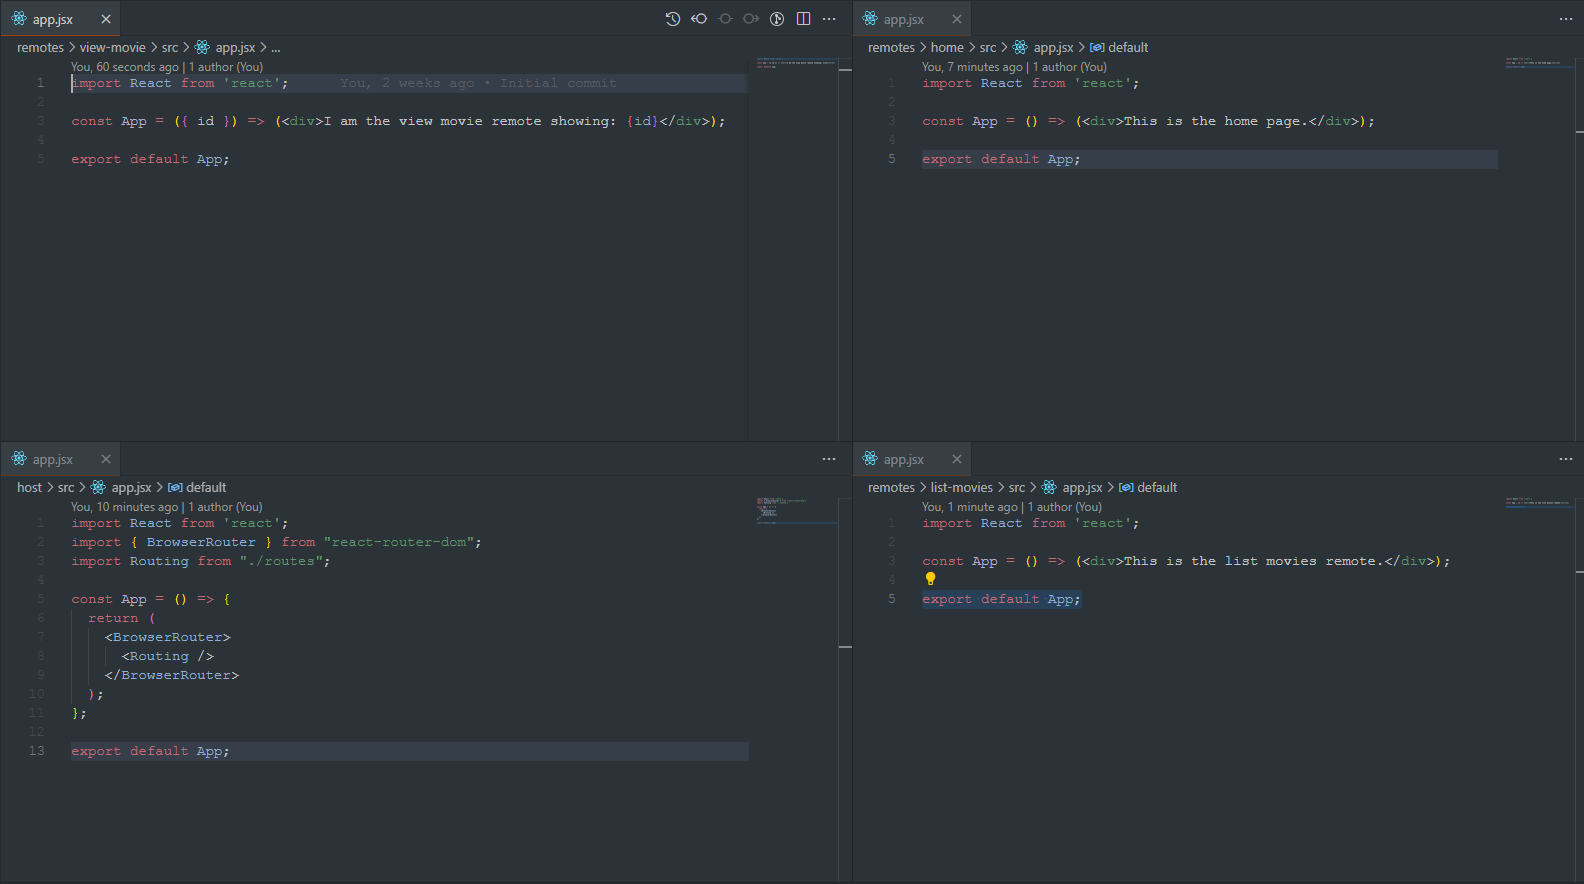 app.jsx
remotes > view-movie > src > app.jsx > ...
You, 60 seconds ago | 1 author (You)
1 import React from 'react'; You, 2 weeks ago • Initial commit
2
3 const App = ({ id }) => (<div>I am the view movie remote showing: {id}</div>);
4
5 export default App;
app.jsx
remotes > home > src > app.jsx > default
You, 7 minutes ago | 1 author (You)
1 import React from 'react';
2
3 const App = () => (<div>This is the home page.</div>);
4
5 export default App;
app.jsx
host > src > app.jsx > default
You, 10 minutes ago | 1 author (You)
1 import React from 'react';
2 import { BrowserRouter } from "react-router-dom";
3 import Routing from "./routes";
4
5 const App = () => {
6 return (
7 <BrowserRouter>
8 <Routing />
9 </BrowserRouter>
10 );
11 };
12
13 export default App;
app.jsx
remotes > list-movies > src > app.jsx > default
You, 1 minute ago | 1 author (You)
1 import React from 'react';
2
3 const App = () => (<div>This is the list movies remote.</div>);
4
5 export default App;